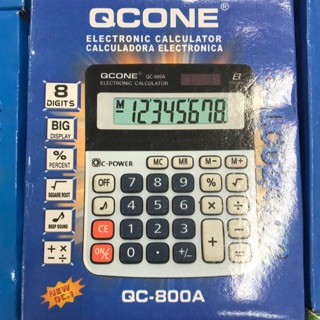 QCONE
ELECTRONIC CALCULATOR
CALCULADORA ELECTRONICA
QCONE QC-800A
ELECTRONIC CALCULATOR
M 12345678
8
DIGITS
BIG
DISPLAY
%
PERCENT
√
SQUARE ROOT
BEEP SOUND
+ −
× ÷
C-POWER MC MR M− M+
OFF 7 8 9 % √
♪ 4 5 6 × ÷
CE 1 2 3 + −
ON/C 0 · +/− =
NEW
QC.1
QC-800A